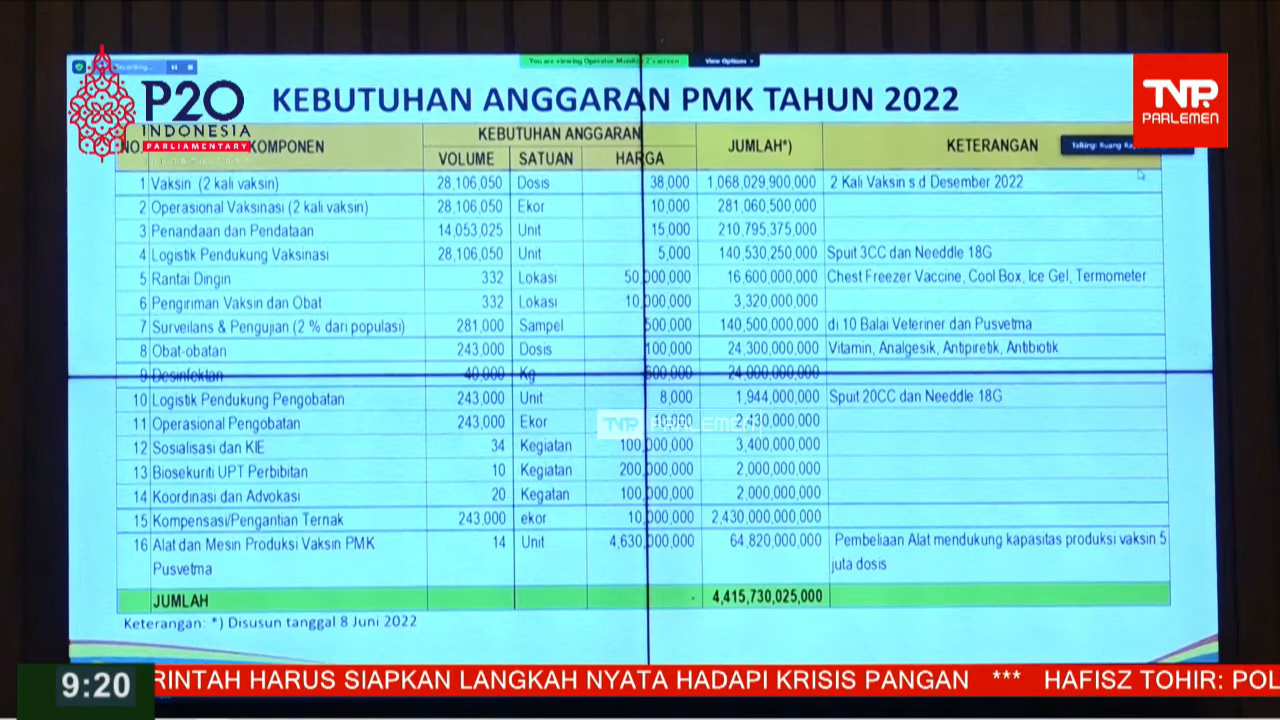 Recording...
You are viewing Operator Monitor 2's screen
View Options
P20
INDONESIA
PARLIAMENTARY
KEBUTUHAN ANGGARAN PMK TAHUN 2022
TVP
PARLEMEN
NO. KOMPONEN KEBUTUHAN ANGGARAN JUMLAH*) KETERANGAN
Talking: Ruang
VOLUME SATUAN HARGA
1 Vaksin (2 kali vaksin) 28,106,050 Dosis 38,000 1,068,029,900,000 2 Kali Vaksin s d Desember 2022
2 Operasional Vaksinasi (2 kali vaksin) 28,106,050 Ekor 10,000 281,060,500,000
3 Penandaan dan Pendataan 14,053,025 Unit 15,000 210,795,375,000
4 Logistik Pendukung Vaksinasi 28,106,050 Unit 5,000 140,530,250,000 Spuit 3CC dan Needdle 18G
5 Rantai Dingin 332 Lokasi 50,000,000 16,600,000,000 Chest Freezer Vaccine, Cool Box, Ice Gel, Termometer
6 Pengiriman Vaksin dan Obat 332 Lokasi 10,000,000 3,320,000,000
7 Surveilans & Pengujian (2 % dari populasi) 281,000 Sampel 500,000 140,500,000,000 di 10 Balai Veteriner dan Pusvetma
8 Obat-obatan 243,000 Dosis 100,000 24,300,000,000 Vitamin, Analgesik, Antipiretik, Antibiotik
9 Desinfektan 40,000 Kg 600,000 24,000,000,000
10 Logistik Pendukung Pengobatan 243,000 Unit 8,000 1,944,000,000 Spuit 20CC dan Needdle 18G
11 Operasional Pengobatan 243,000 Ekor 10,000 2,430,000,000
TVP PARLEMEN
12 Sosialisasi dan KIE 34 Kegiatan 100,000,000 3,400,000,000
13 Biosekuriti UPT Perbibitan 10 Kegiatan 200,000,000 2,000,000,000
14 Koordinasi dan Advokasi 20 Kegatan 100,000,000 2,000,000,000
15 Kompensasi/Pengantian Ternak 243,000 ekor 10,000,000 2,430,000,000,000
16 Alat dan Mesin Produksi Vaksin PMK 14 Unit 4,630,000,000 64,820,000,000 Pembeliaan Alat mendukung kapasitas produksi vaksin 5
Pusvetma juta dosis
JUMLAH - 4,415,730,025,000
Keterangan: *) Disusun tanggal 8 Juni 2022
9:20 RINTAH HARUS SIAPKAN LANGKAH NYATA HADAPI KRISIS PANGAN *** HAFISZ TOHIR: POL